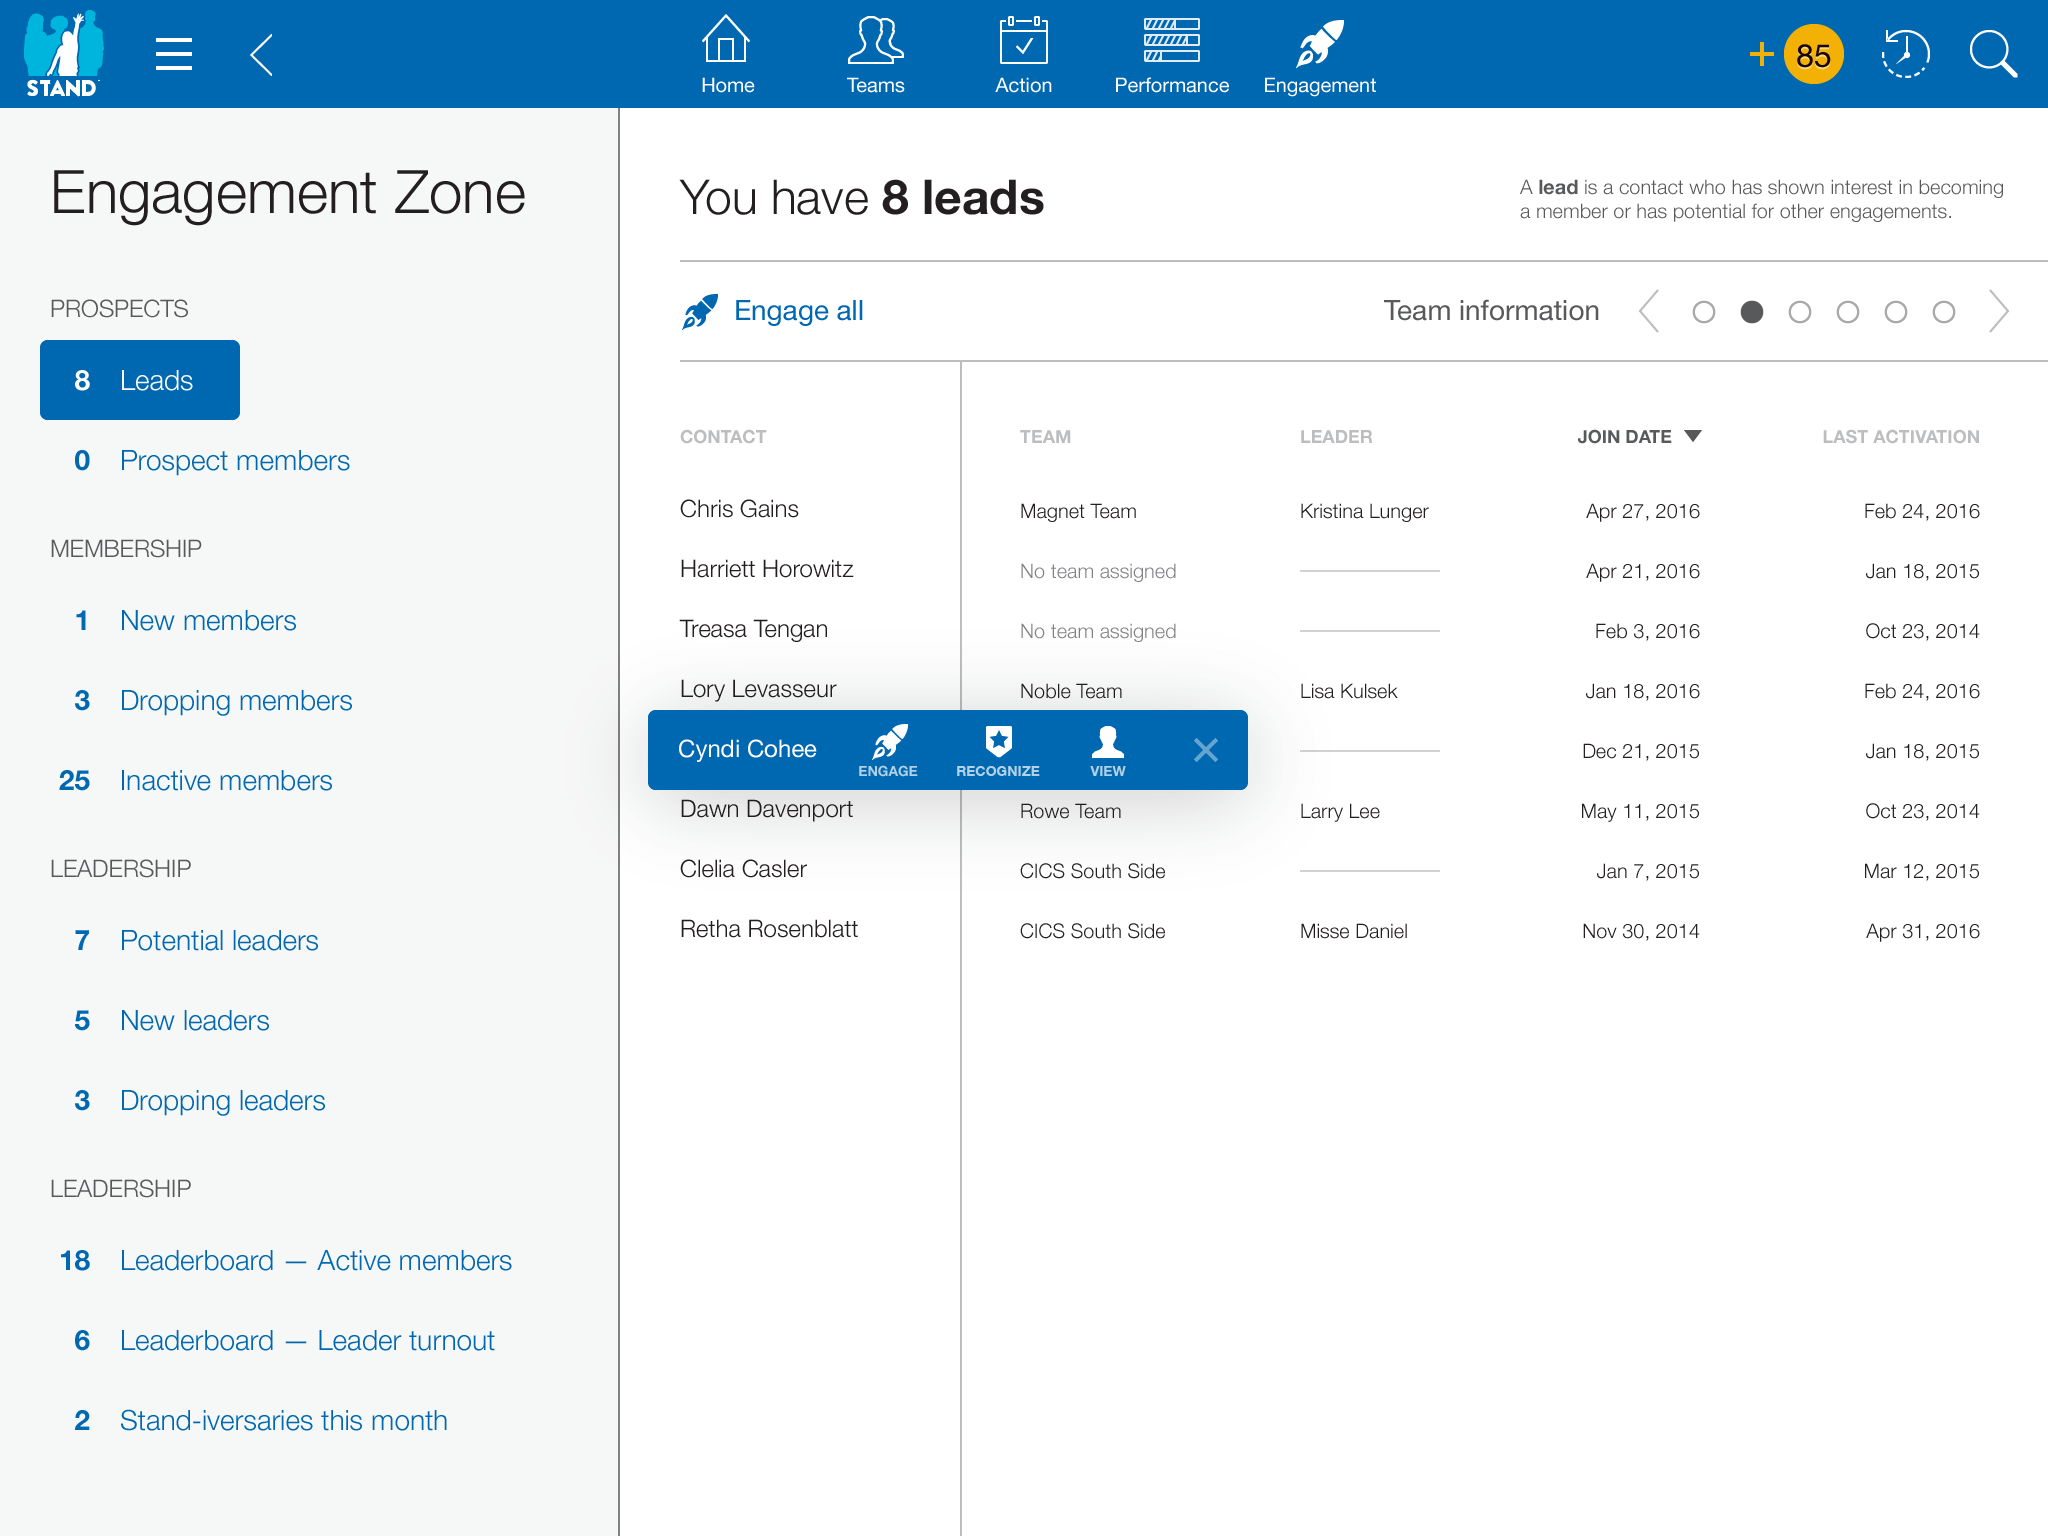 STAND
Home
Teams
Action
Performance
Engagement
+ 85
Engagement Zone
PROSPECTS
8 Leads
0 Prospect members
MEMBERSHIP
1 New members
3 Dropping members
25 Inactive members
LEADERSHIP
7 Potential leaders
5 New leaders
3 Dropping leaders
LEADERSHIP
18 Leaderboard — Active members
6 Leaderboard — Leader turnout
2 Stand-iversaries this month
You have 8 leads
A lead is a contact who has shown interest in becoming
a member or has potential for other engagements.
Engage all
Team information
CONTACT TEAM LEADER JOIN DATE LAST ACTIVATION
Chris Gains Magnet Team Kristina Lunger Apr 27, 2016 Feb 24, 2016
Harriett Horowitz No team assigned Apr 21, 2016 Jan 18, 2015
Treasa Tengan No team assigned Feb 3, 2016 Oct 23, 2014
Lory Levasseur Noble Team Lisa Kulsek Jan 18, 2016 Feb 24, 2016
Cyndi Cohee ENGAGE RECOGNIZE VIEW Dec 21, 2015 Jan 18, 2015
Dawn Davenport Rowe Team Larry Lee May 11, 2015 Oct 23, 2014
Clelia Casler CICS South Side Jan 7, 2015 Mar 12, 2015
Retha Rosenblatt CICS South Side Misse Daniel Nov 30, 2014 Apr 31, 2016